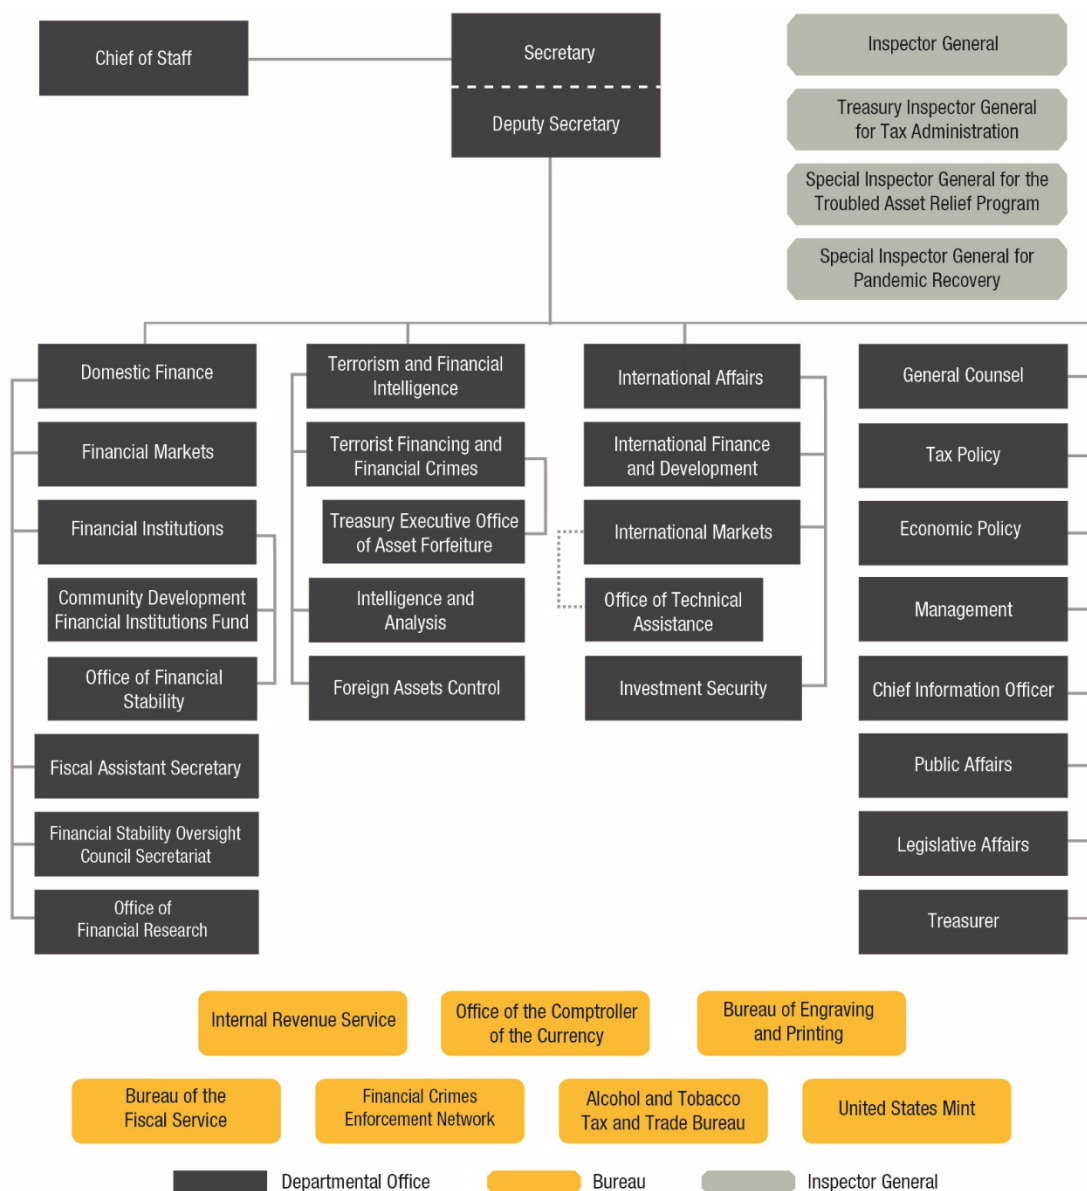 Chief of Staff
Secretary
Deputy Secretary
Inspector General
Treasury Inspector General
for Tax Administration
Special Inspector General for the
Troubled Asset Relief Program
Special Inspector General for
Pandemic Recovery
Domestic Finance
Financial Markets
Financial Institutions
Community Development
Financial Institutions Fund
Office of Financial
Stability
Fiscal Assistant Secretary
Financial Stability Oversight
Council Secretariat
Office of
Financial Research
Terrorism and Financial
Intelligence
Terrorist Financing and
Financial Crimes
Treasury Executive Office
of Asset Forfeiture
Intelligence and
Analysis
Foreign Assets Control
International Affairs
International Finance
and Development
International Markets
Office of Technical
Assistance
Investment Security
General Counsel
Tax Policy
Economic Policy
Management
Chief Information Officer
Public Affairs
Legislative Affairs
Treasurer
Internal Revenue Service
Office of the Comptroller
of the Currency
Bureau of Engraving
and Printing
Bureau of the
Fiscal Service
Financial Crimes
Enforcement Network
Alcohol and Tobacco
Tax and Trade Bureau
United States Mint
Departmental Office
Bureau
Inspector General